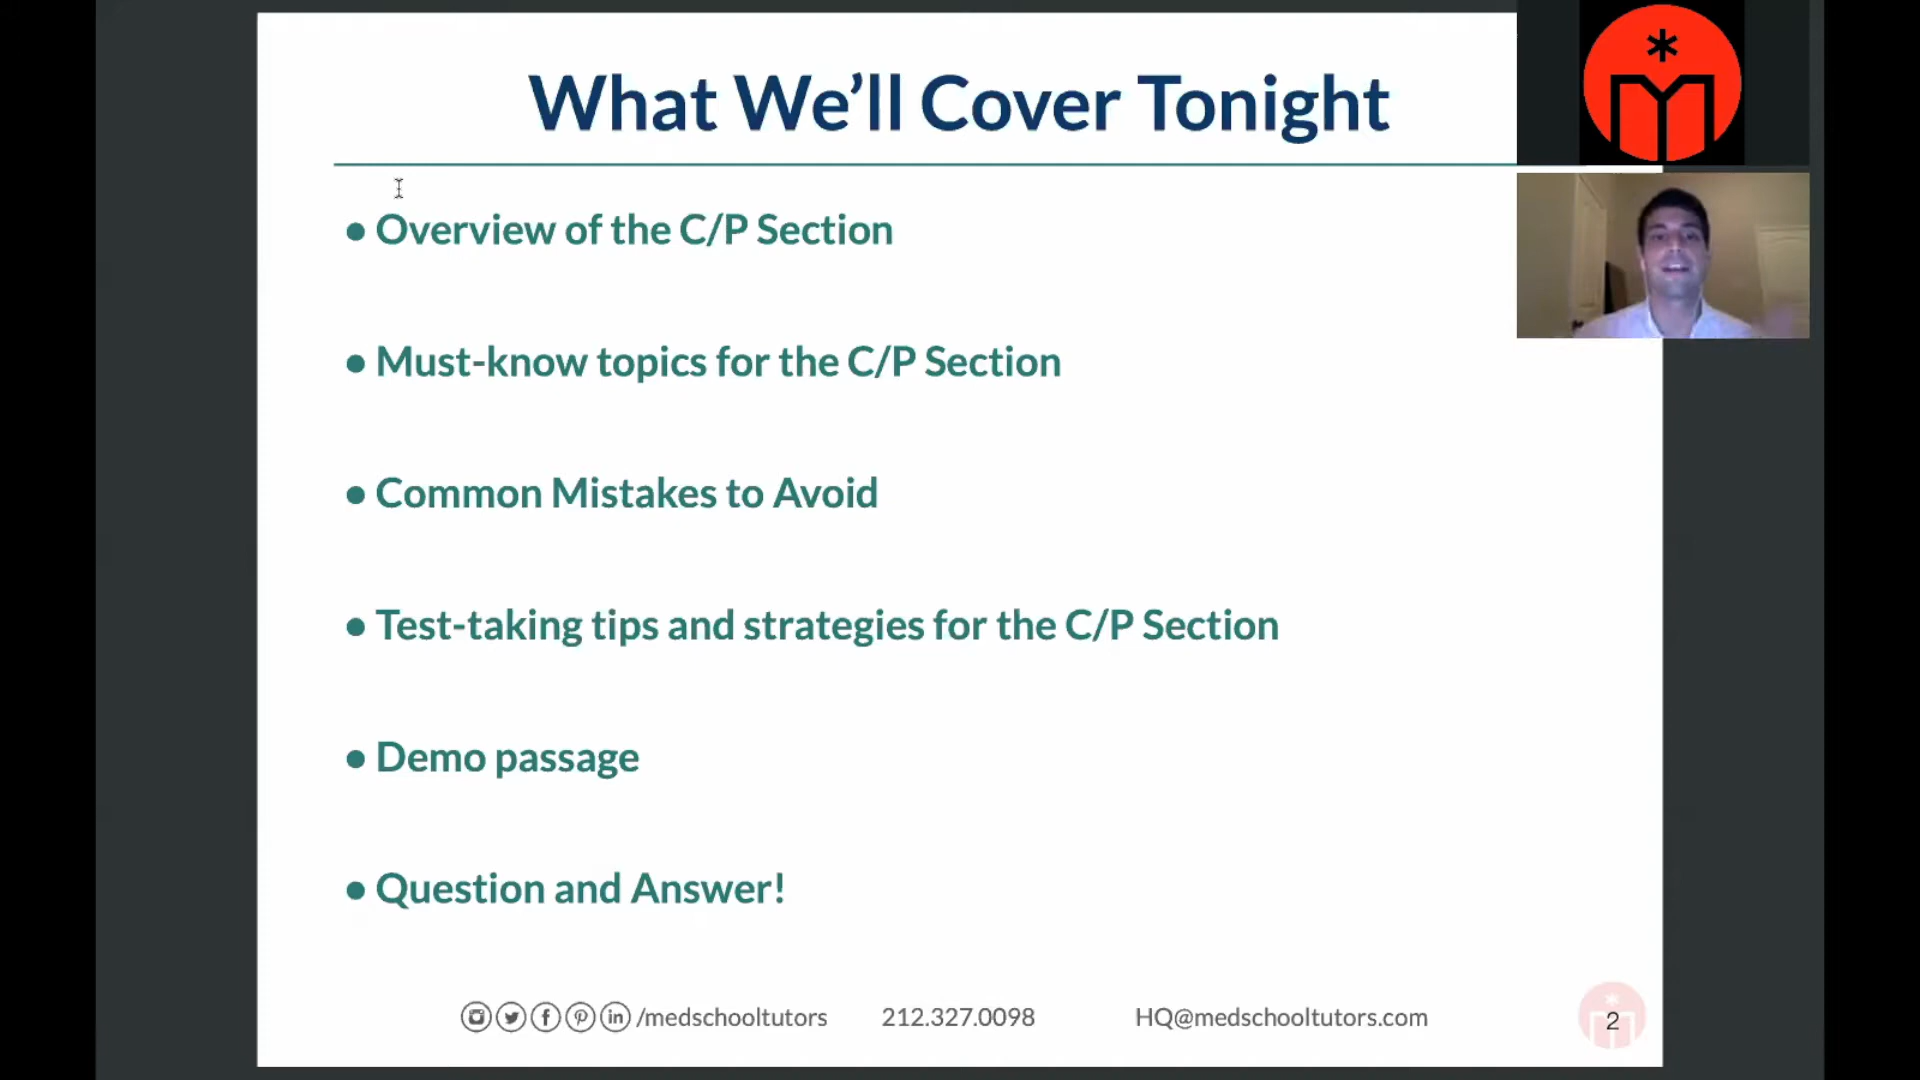 What We’ll Cover Tonight
● Overview of the C/P Section
● Must-know topics for the C/P Section
● Common Mistakes to Avoid
● Test-taking tips and strategies for the C/P Section
● Demo passage
● Question and Answer!
/medschooltutors 212.327.0098 HQ@medschooltutors.com
2